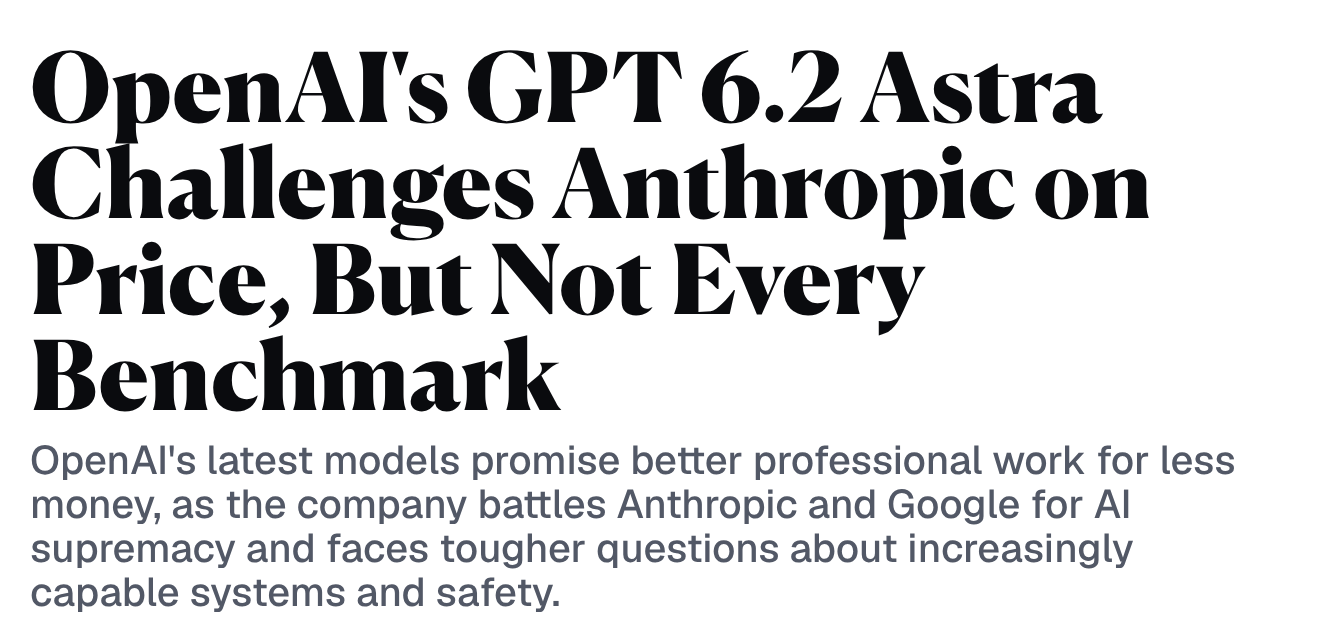 OpenAI's GPT 6.2 Astra
Challenges Anthropic on
Price, But Not Every
Benchmark
OpenAI's latest models promise better professional work for less
money, as the company battles Anthropic and Google for AI
supremacy and faces tougher questions about increasingly
capable systems and safety.